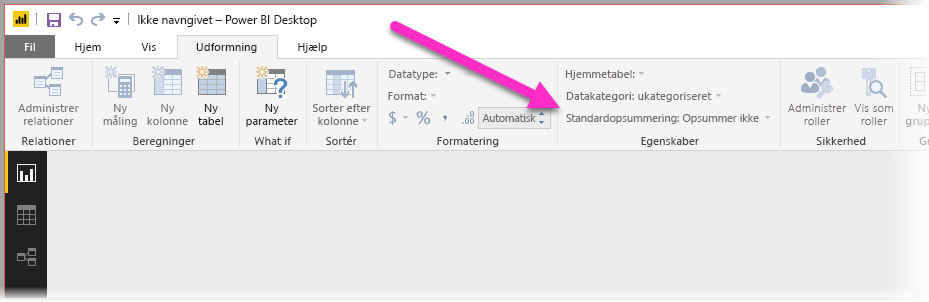 Ikke navngivet – Power BI Desktop
Fil Hjem Vis Udformning Hjælp
Administrer
relationer
Relationer
Ny
måling
Ny
kolonne
Ny
tabel
Beregninger
Ny
parameter
What if
Sorter efter
kolonne
Sortér
Datatype:
Format:
$ % , .00 Automatisk
Formatering
Hjemmetabel:
Datakategori: ukategoriseret
Standardopsummering: Opsummer ikke
Egenskaber
Administrer
roller
Vis som
roller
Sikkerhed
Ny
grup
Gr